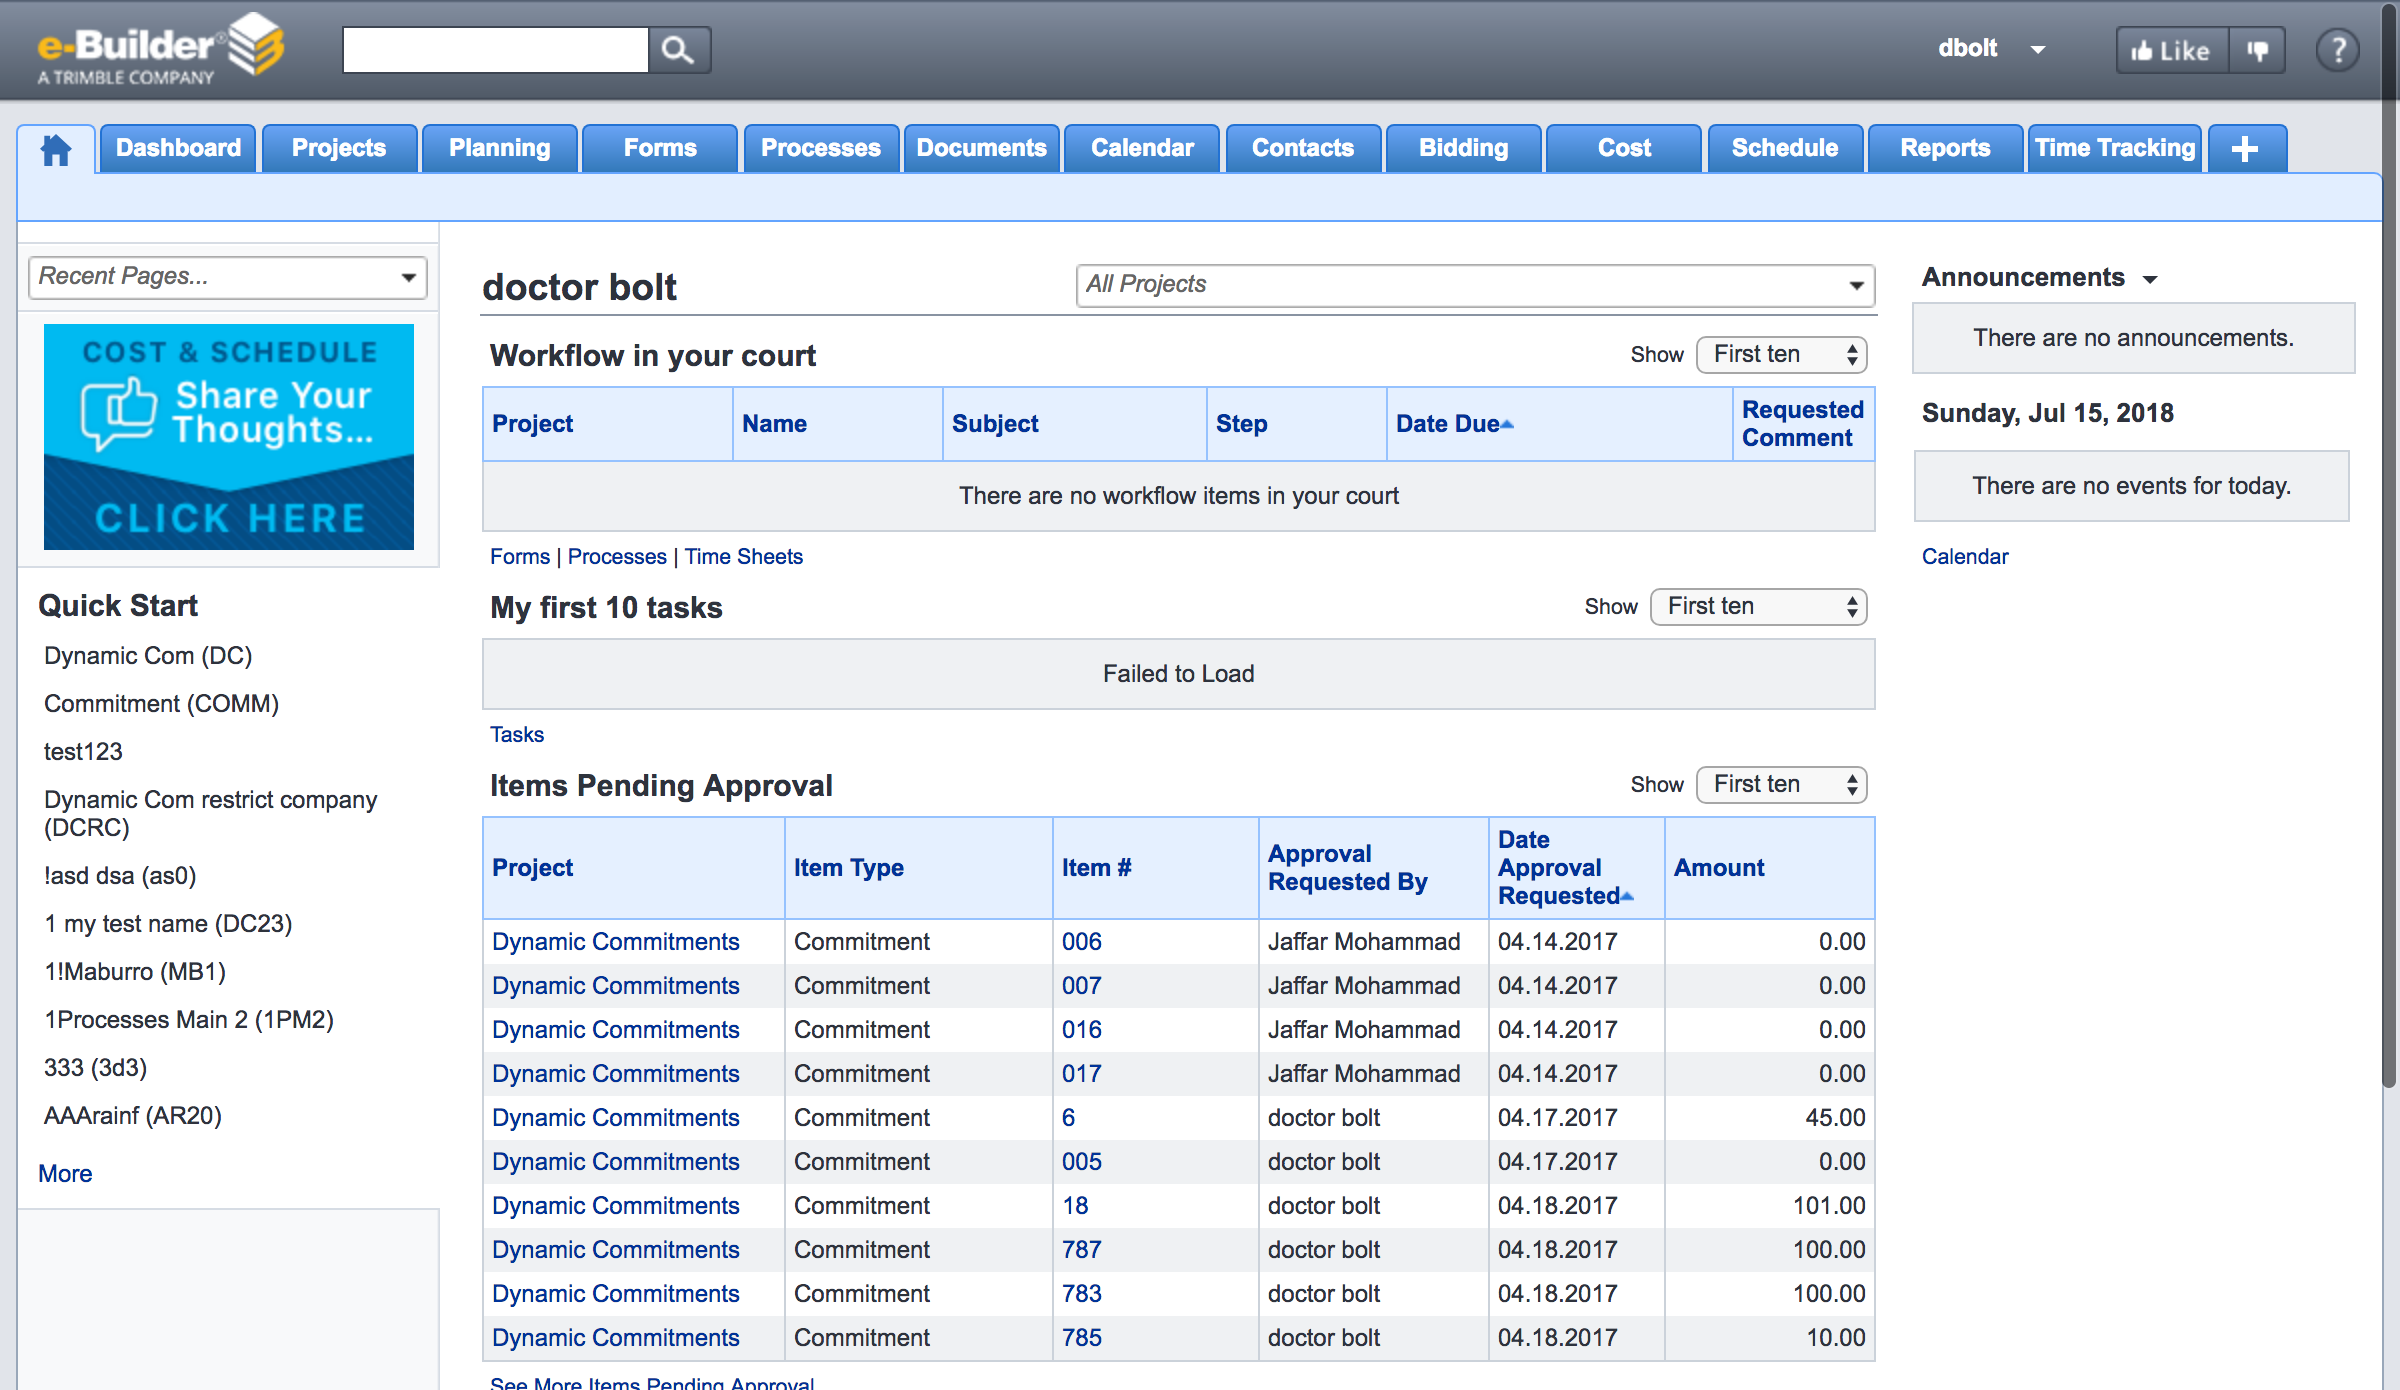 e-Builder®
A TRIMBLE COMPANY
dbolt
Like
?
Dashboard
Projects
Planning
Forms
Processes
Documents
Calendar
Contacts
Bidding
Cost
Schedule
Reports
Time Tracking
Recent Pages...
COST & SCHEDULE
Share Your
Thoughts...
CLICK HERE
Quick Start
Dynamic Com (DC)
Commitment (COMM)
test123
Dynamic Com restrict company
(DCRC)
!asd dsa (as0)
1 my test name (DC23)
1!Maburro (MB1)
1Processes Main 2 (1PM2)
333 (3d3)
AAArainf (AR20)
More
doctor bolt
All Projects
Workflow in your court
Show First ten
Project Name Subject Step Date Due Requested Comment
There are no workflow items in your court
Forms | Processes | Time Sheets
My first 10 tasks
Show First ten
Failed to Load
Tasks
Items Pending Approval
Show First ten
Project Item Type Item # Approval Requested By Date Approval Requested Amount
Dynamic Commitments Commitment 006 Jaffar Mohammad 04.14.2017 0.00
Dynamic Commitments Commitment 007 Jaffar Mohammad 04.14.2017 0.00
Dynamic Commitments Commitment 016 Jaffar Mohammad 04.14.2017 0.00
Dynamic Commitments Commitment 017 Jaffar Mohammad 04.14.2017 0.00
Dynamic Commitments Commitment 6 doctor bolt 04.17.2017 45.00
Dynamic Commitments Commitment 005 doctor bolt 04.17.2017 0.00
Dynamic Commitments Commitment 18 doctor bolt 04.18.2017 101.00
Dynamic Commitments Commitment 787 doctor bolt 04.18.2017 100.00
Dynamic Commitments Commitment 783 doctor bolt 04.18.2017 100.00
Dynamic Commitments Commitment 785 doctor bolt 04.18.2017 10.00
See More Items Pending Approval
Announcements
There are no announcements.
Sunday, Jul 15, 2018
There are no events for today.
Calendar